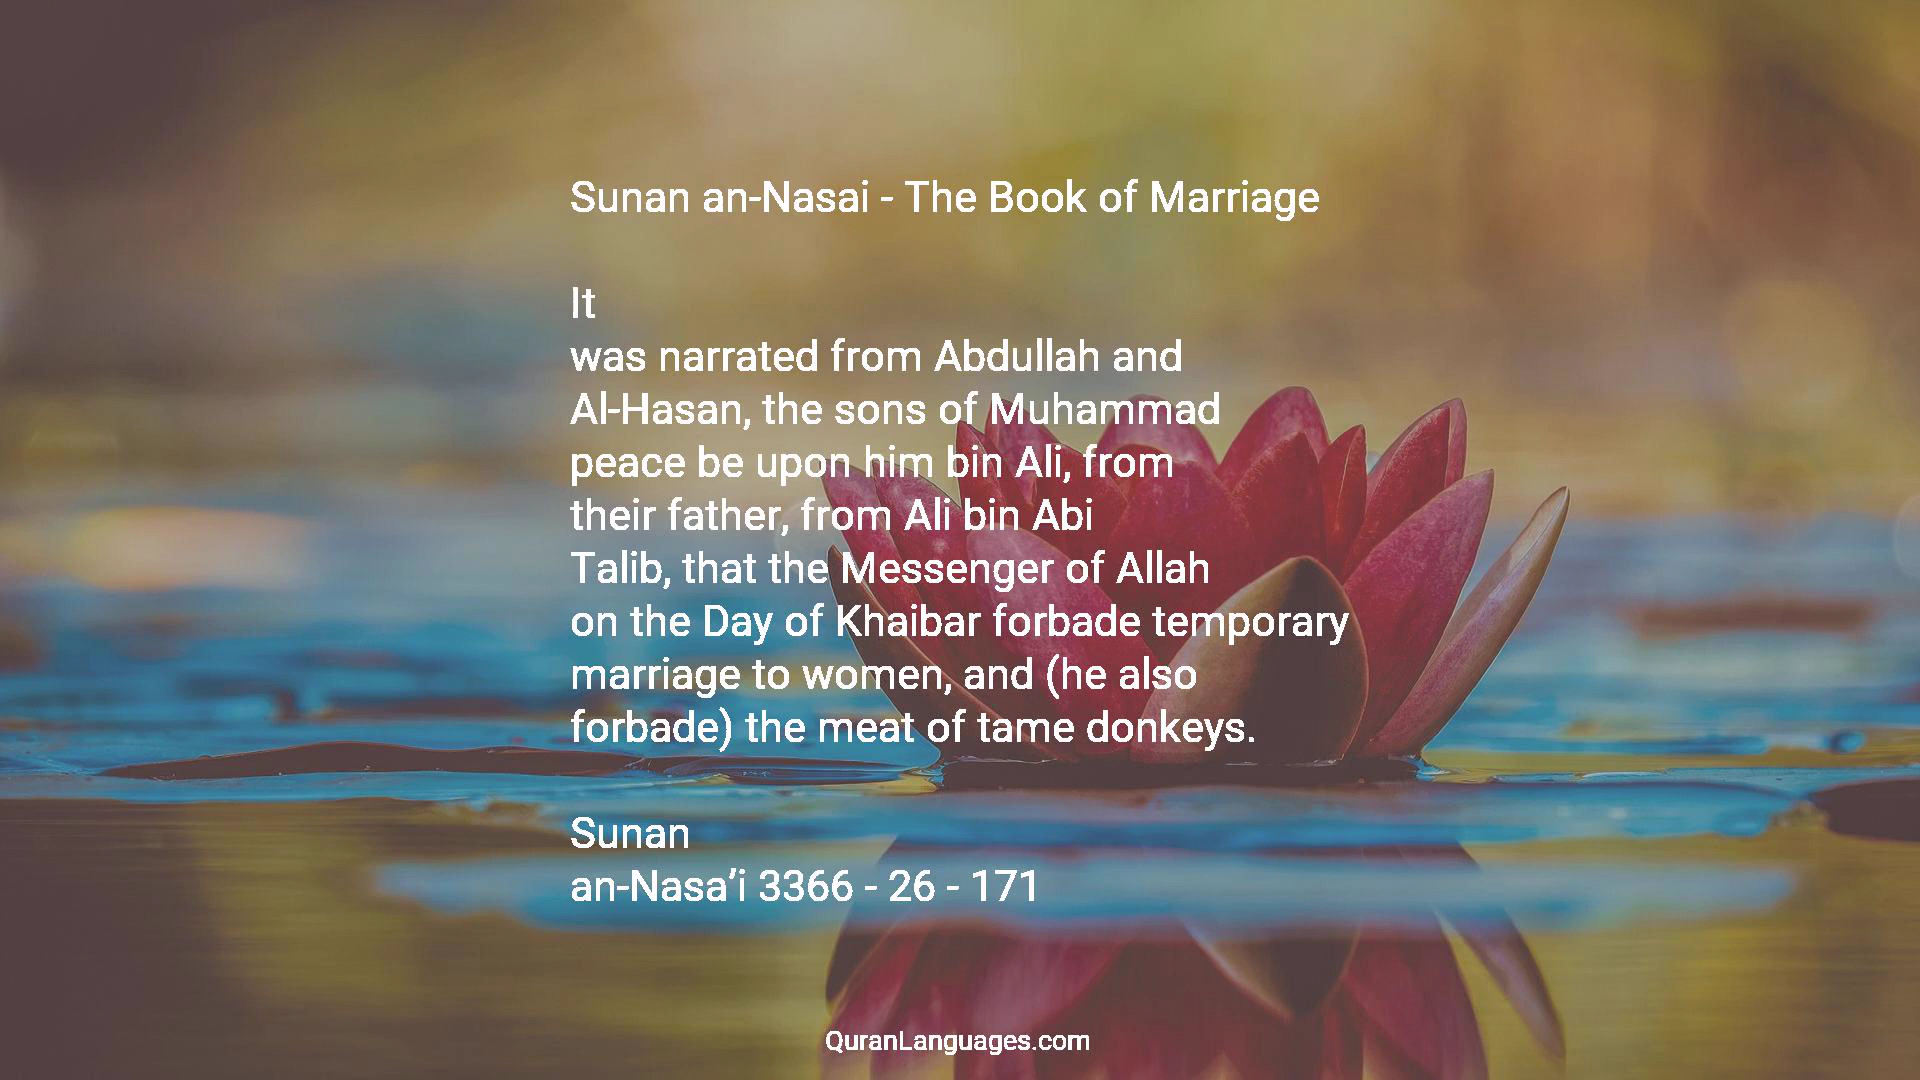 Sunan an-Nasai - The Book of Marriage
It
was narrated from Abdullah and
Al-Hasan, the sons of Muhammad
peace be upon him bin Ali, from
their father, from Ali bin Abi
Talib, that the Messenger of Allah
on the Day of Khaibar forbade temporary
marriage to women, and (he also
forbade) the meat of tame donkeys.
Sunan
an-Nasa’i 3366 - 26 - 171
QuranLanguages.com